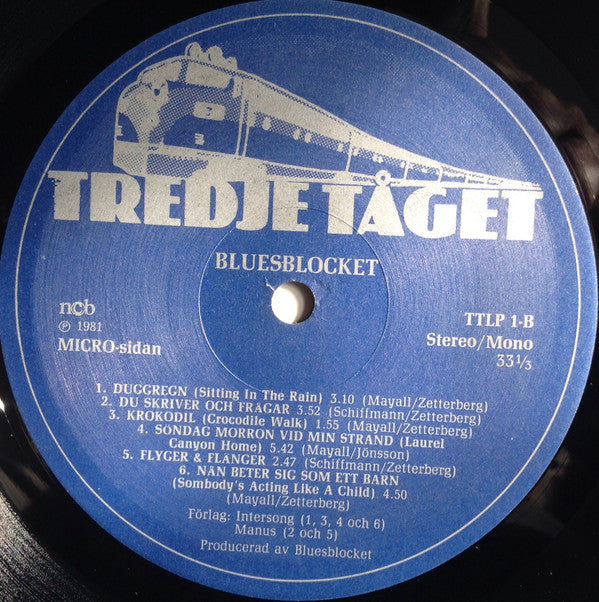 TREDJE TÅGET
BLUESBLOCKET
ncb
℗ 1981
MICRO-sidan
TTLP 1-B
Stereo/Mono
33⅓
1. DUGGREGN (Sitting In The Rain) 3.10 (Mayall/Zetterberg)
2. DU SKRIVER OCH FRÅGAR 3.52 (Schiffmann/Zetterberg)
3. KROKODIL (Crocodile Walk) 1.55 (Mayall/Zetterberg)
4. SÖNDAG MORRON VID MIN STRAND (Laurel
Canyon Home) 5.42 (Mayall/Jönsson)
5. FLYGER & FLÄNGER 2.47 (Schiffmann/Zetterberg)
6. NÄN BETER SIG SOM ETT BARN
(Sombody's Acting Like A Child) 4.50
(Mayall/Zetterberg)
Förlag: Intersong (1, 3, 4 och 6)
Manus (2 och 5)
Producerad av Bluesblocket